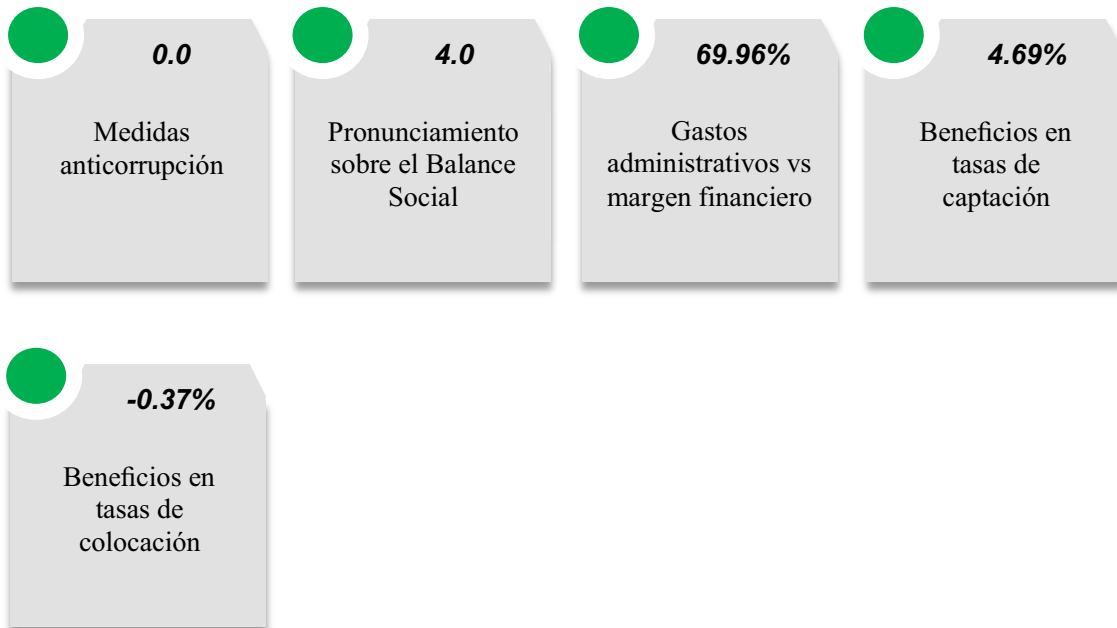 0.0
Medidas
anticorrupción
4.0
Pronunciamiento
sobre el Balance
Social
69.96%
Gastos
administrativos vs
margen financiero
4.69%
Beneficios en
tasas de
captación
-0.37%
Beneficios en
tasas de
colocación